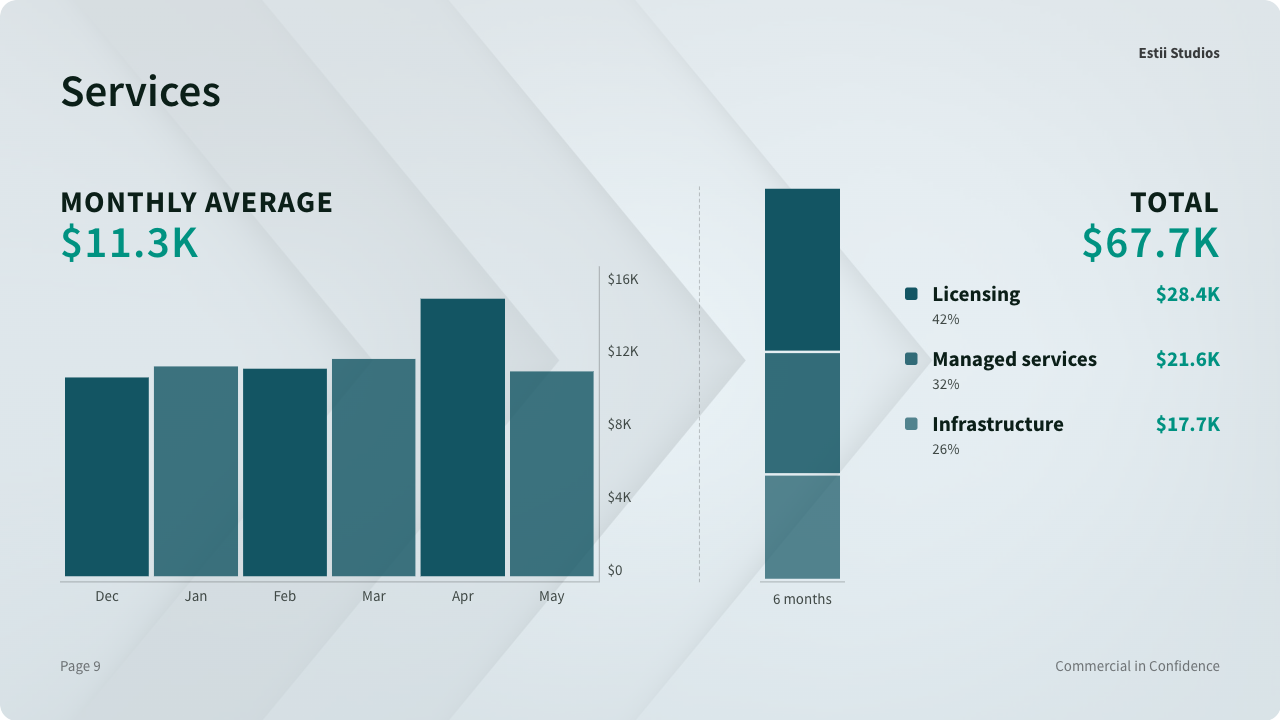 Estii Studios
Services
MONTHLY AVERAGE
$11.3K
$16K
$12K
$8K
$4K
$0
Dec Jan Feb Mar Apr May
6 months
TOTAL
$67.7K
Licensing $28.4K
42%
Managed services $21.6K
32%
Infrastructure $17.7K
26%
Page 9
Commercial in Confidence